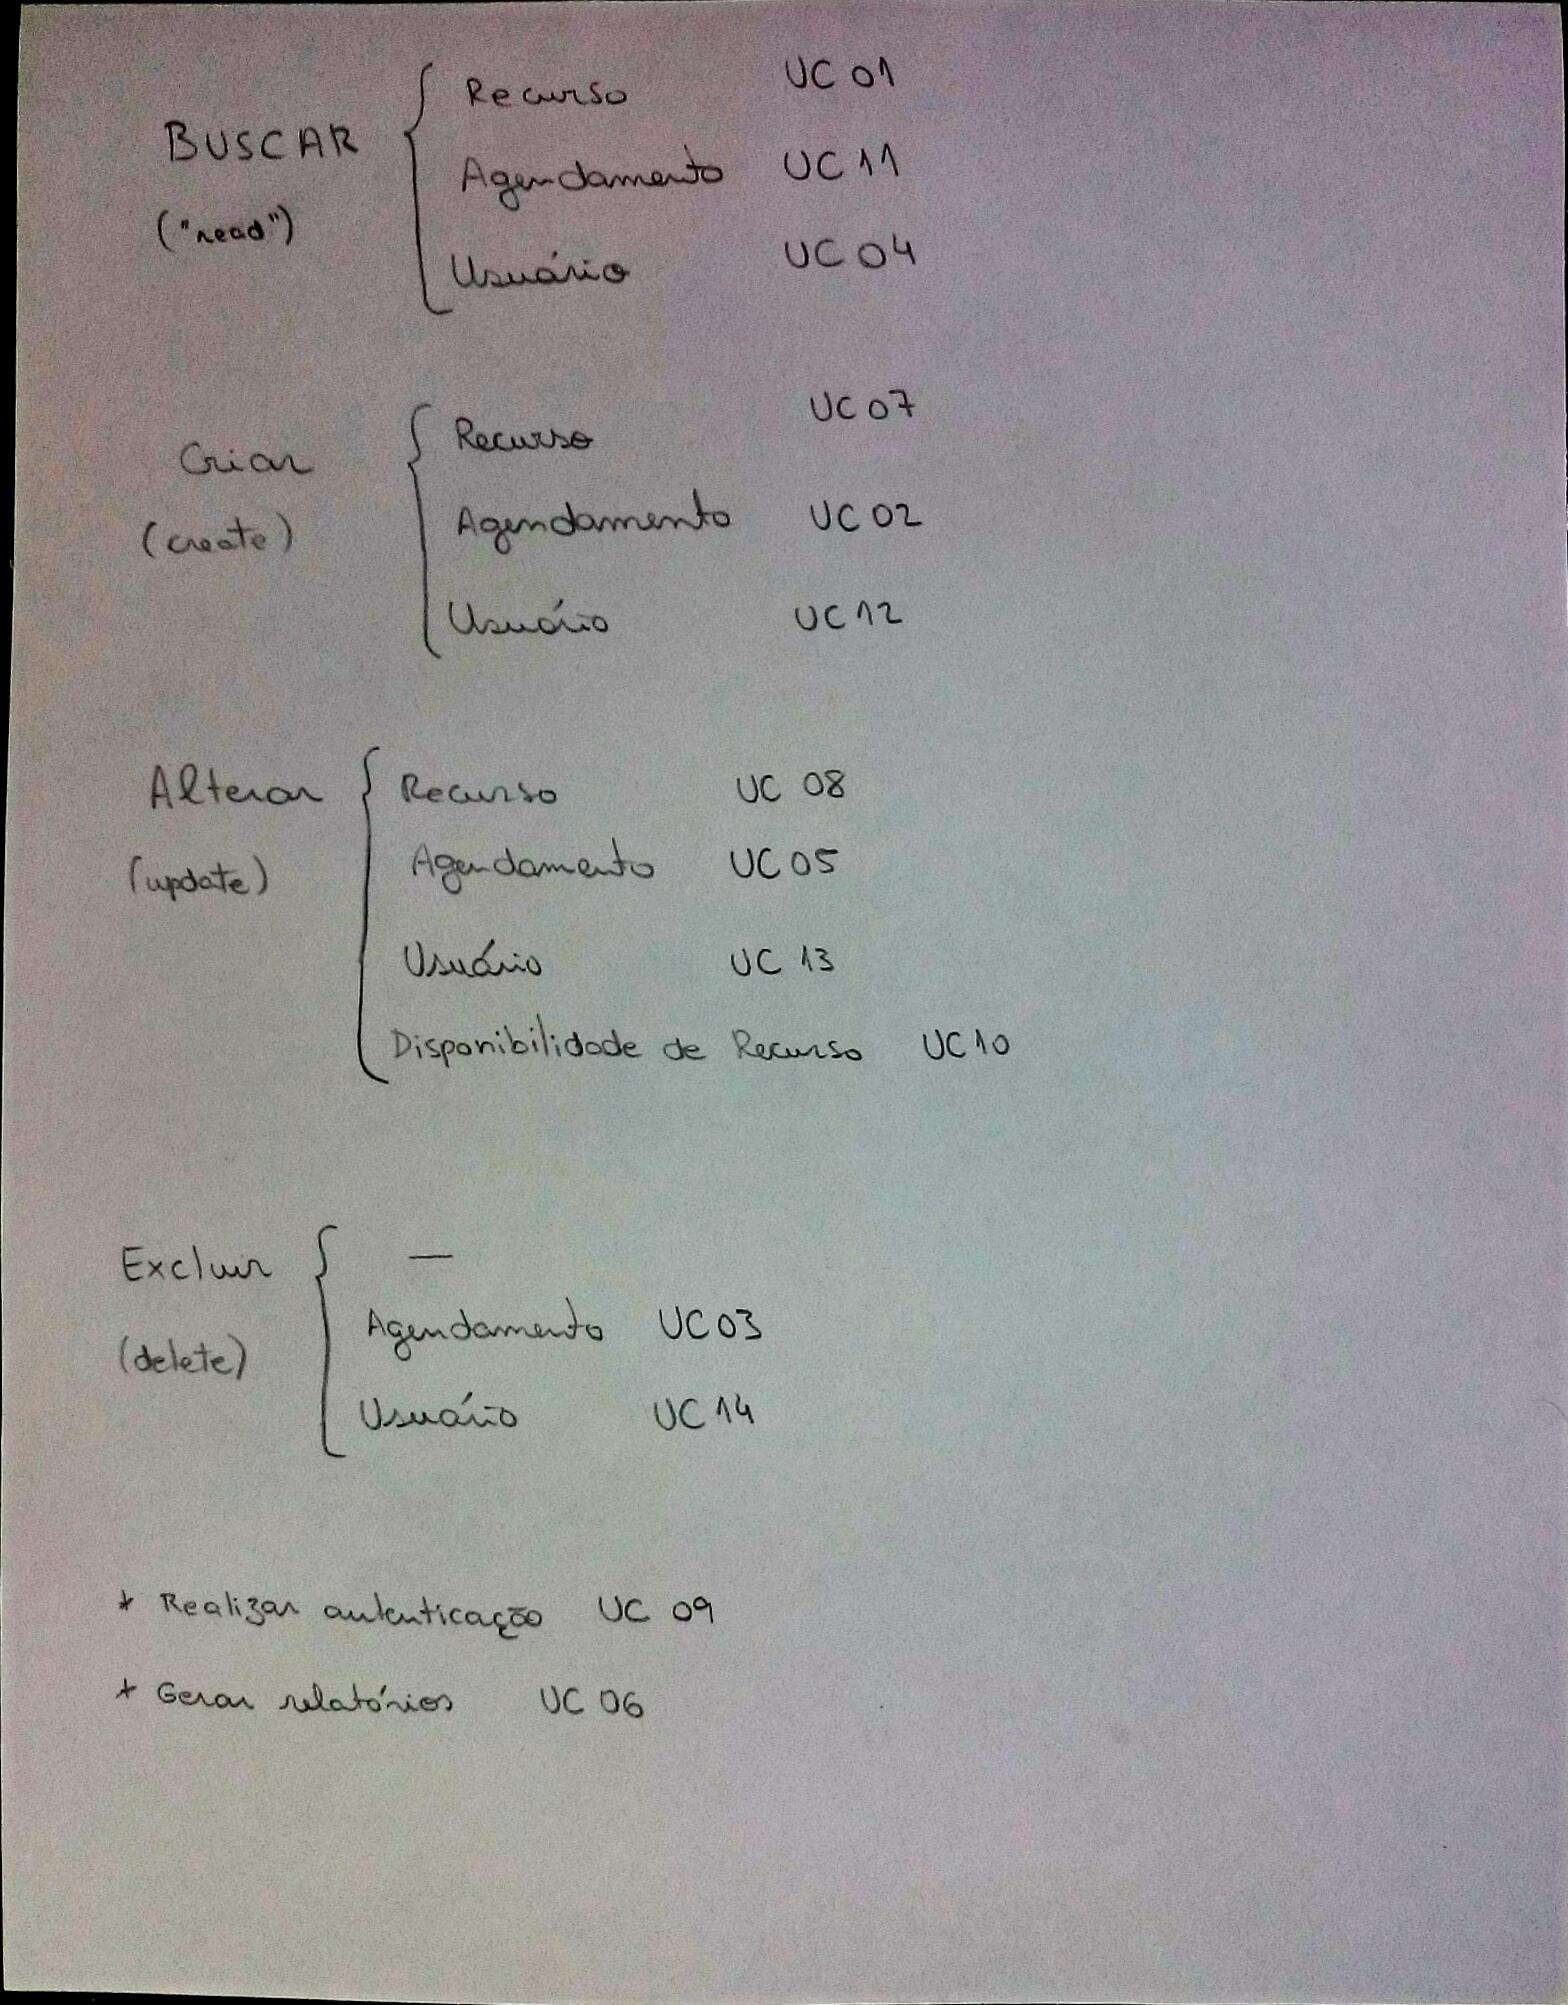 Recurso UC 01
BUSCAR
Agendamento UC 11
("read")
Usuário UC 04
Recurso UC 07
Criar
Agendamento UC 02
(create)
Usuário UC 12
Alterar Recurso UC 08
Agendamento UC 05
(update)
Usuário UC 13
Disponibilidade de Recurso UC 10
Excluir —
Agendamento UC 03
(delete)
Usuário UC 14
* Realizar autenticação UC 09
* Gerar relatórios UC 06